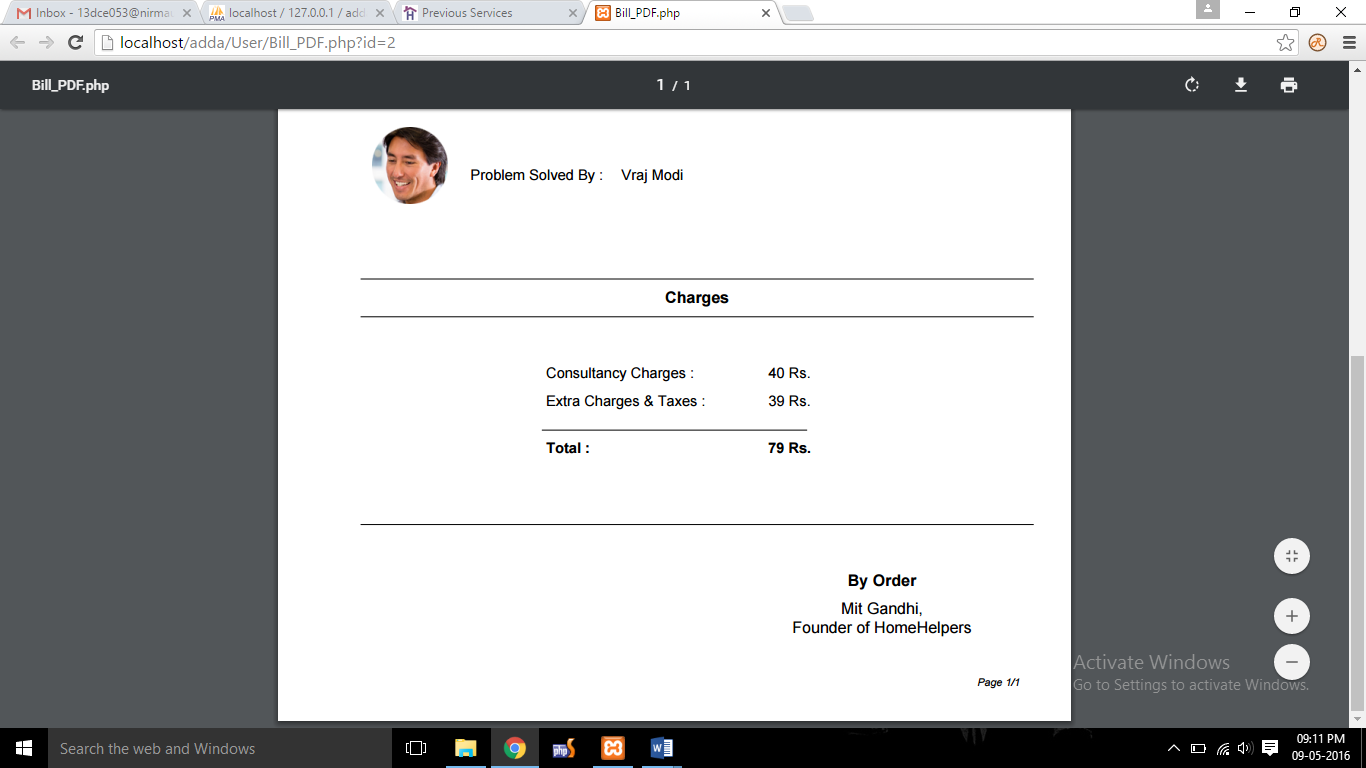 Inbox - 13dce053@nirma
localhost / 127.0.0.1 / add
Previous Services
Bill_PDF.php
localhost/adda/User/Bill_PDF.php?id=2
Bill_PDF.php
1 / 1
Problem Solved By : Vraj Modi
Charges
Consultancy Charges : 40 Rs.
Extra Charges & Taxes : 39 Rs.
Total : 79 Rs.
By Order
Mit Gandhi,
Founder of HomeHelpers
Page 1/1
Activate Windows
Go to Settings to activate Windows.
Search the web and Windows
php
09:11 PM
09-05-2016